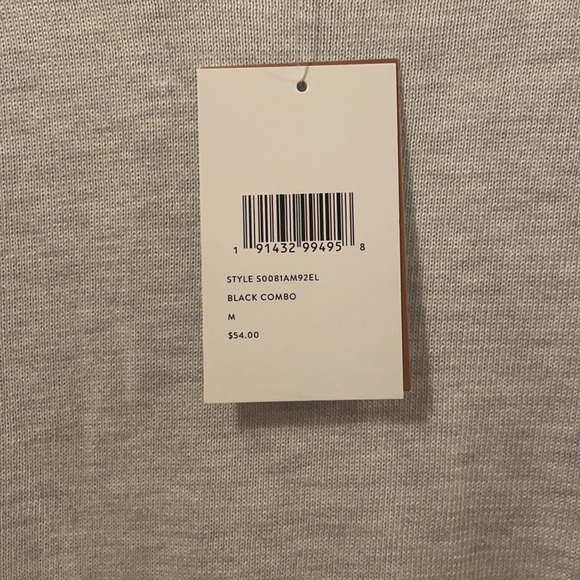 1 91432 99495 8
STYLE S0081AM92EL
BLACK COMBO
M
$54.00